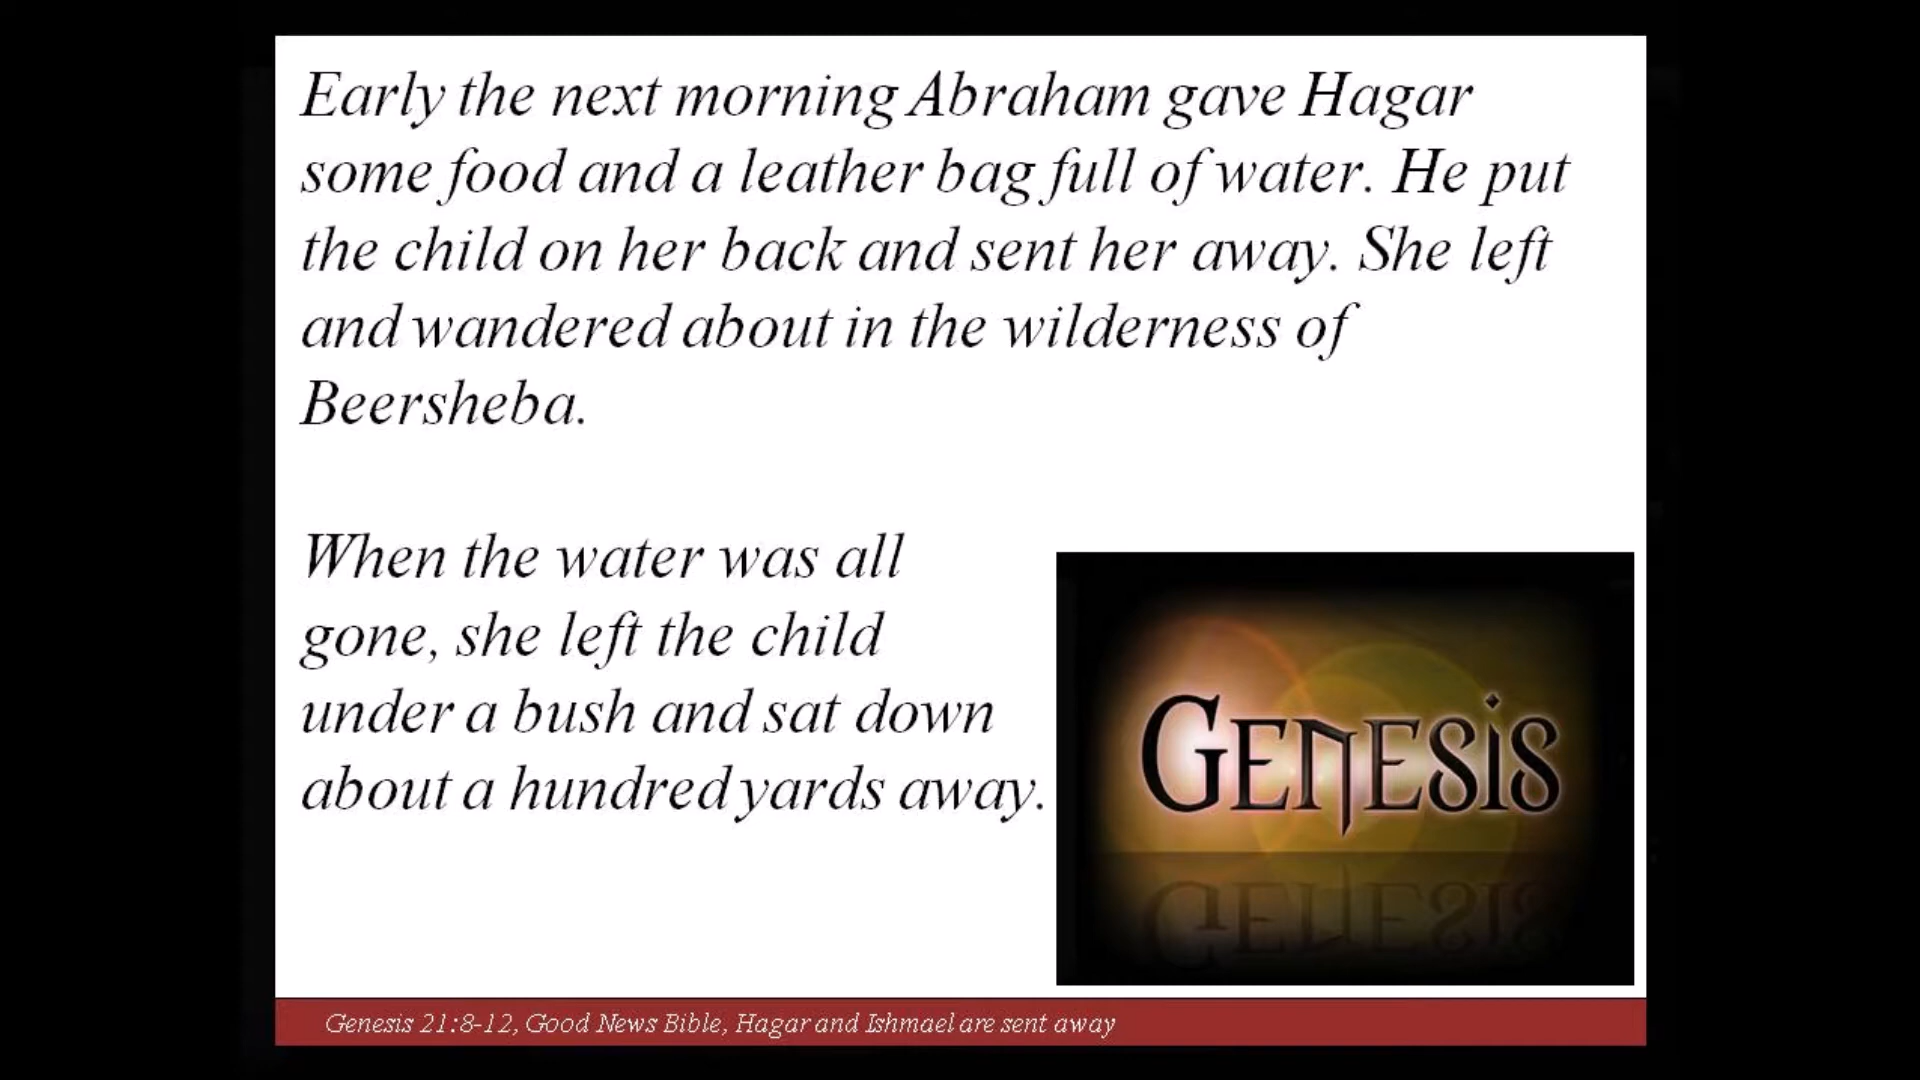 Early the next morning Abraham gave Hagar
some food and a leather bag full of water. He put
the child on her back and sent her away. She left
and wandered about in the wilderness of
Beersheba.
When the water was all
gone, she left the child
under a bush and sat down
about a hundred yards away.
GENESIS
Genesis 21:8-12, Good News Bible, Hagar and Ishmael are sent away